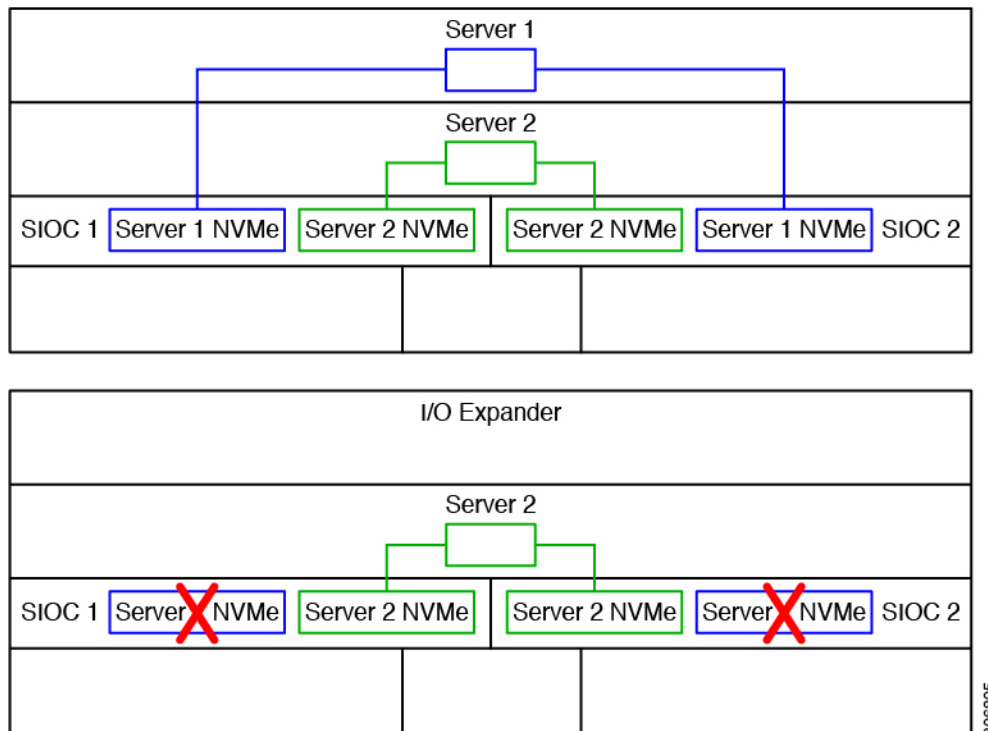 Server 1
Server 2
SIOC 1 Server 1 NVMe Server 2 NVMe Server 2 NVMe Server 1 NVMe SIOC 2
I/O Expander
Server 2
SIOC 1 Server NVMe Server 2 NVMe Server 2 NVMe Server NVMe SIOC 2